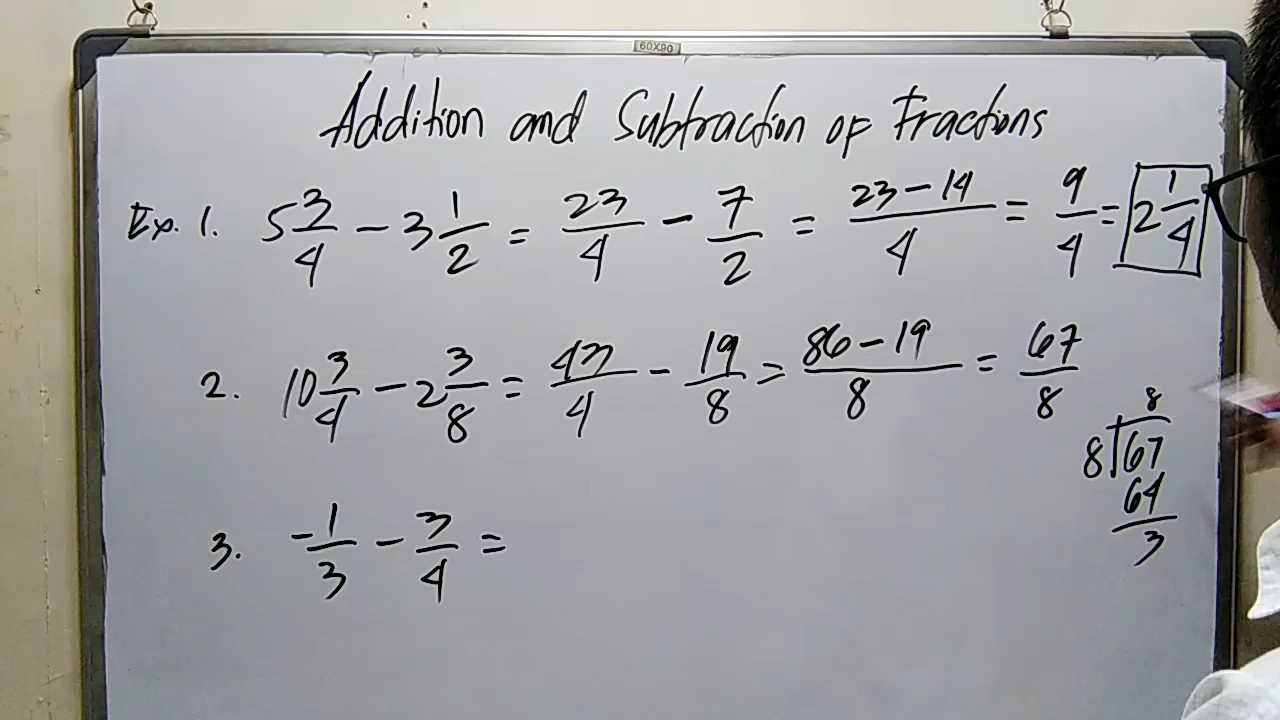 60X90
Addition and Subtraction of Fractions
Ex. 1. 5 3/4 - 3 1/2 = 23/4 - 7/2 = 23-14/4 = 9/4 = 2 1/4
2. 10 3/4 - 2 3/8 = 43/4 - 19/8 = 86-19/8 = 67/8
8
8 67
64
3
3. -1/3 - 3/4 =